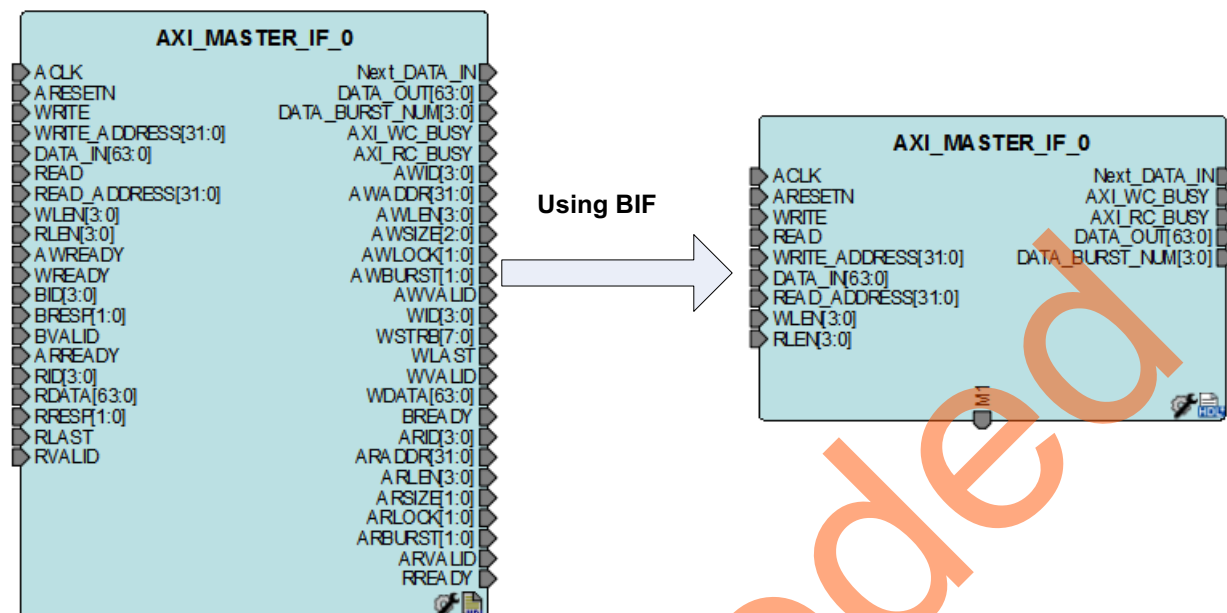 AXI_MASTER_IF_0
ACLK
ARESETN
WRITE
WRITE_ADDRESS[31:0]
DATA_IN[63:0]
READ
READ_ADDRESS[31:0]
WLEN[3:0]
RLEN[3:0]
AWREADY
WREADY
BID[3:0]
BRESP[1:0]
BVALID
ARREADY
RID[3:0]
RDATA[63:0]
RRESP[1:0]
RLAST
RVALID
Next_DATA_IN
DATA_OUT[63:0]
DATA_BURST_NUM[3:0]
AXI_WC_BUSY
AXI_RC_BUSY
AWID[3:0]
AWADDR[31:0]
AWLEN[3:0]
AWSIZE[2:0]
AWLOCK[1:0]
AWBURST[1:0]
AWVALID
WID[3:0]
WSTRB[7:0]
WLAST
WVALID
WDATA[63:0]
BREADY
ARID[3:0]
ARADDR[31:0]
ARLEN[3:0]
ARSIZE[1:0]
ARLOCK[1:0]
ARBURST[1:0]
ARVALID
RREADY
Using BIF
AXI_MASTER_IF_0
ACLK
ARESETN
WRITE
READ
WRITE_ADDRESS[31:0]
DATA_IN[63:0]
READ_ADDRESS[31:0]
WLEN[3:0]
RLEN[3:0]
Next_DATA_IN
AXI_WC_BUSY
AXI_RC_BUSY
DATA_OUT[63:0]
DATA_BURST_NUM[3:0]
M1
HDL
ded